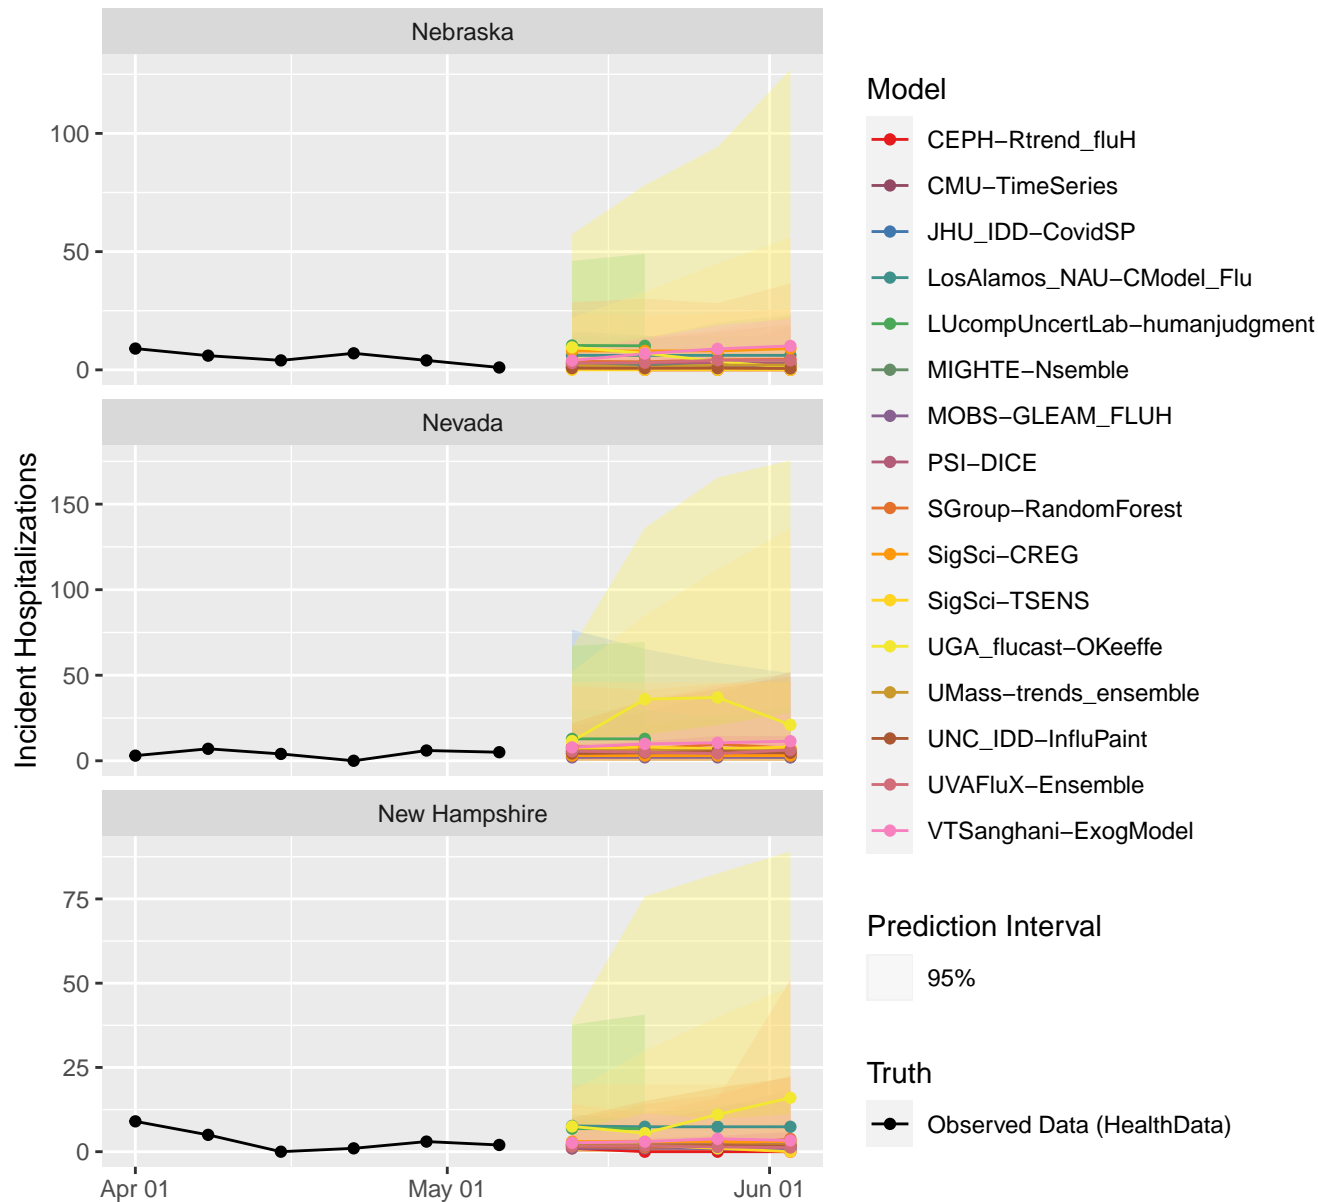 Nebraska
100
50
0
Nevada
150
100
50
0
New Hampshire
75
50
25
0
Apr 01
May 01
Jun 01
Incident Hospitalizations
Model
CEPH−Rtrend_fluH
CMU−TimeSeries
JHU_IDD−CovidSP
LosAlamos_NAU−CModel_Flu
LUcompUncertLab−humanjudgment
MIGHTE−Nsemble
MOBS−GLEAM_FLUH
PSI−DICE
SGroup−RandomForest
SigSci−CREG
SigSci−TSENS
UGA_flucast−OKeeffe
UMass−trends_ensemble
UNC_IDD−InfluPaint
UVAFluX−Ensemble
VTSanghani−ExogModel
Prediction Interval
95%
Truth
Observed Data (HealthData)